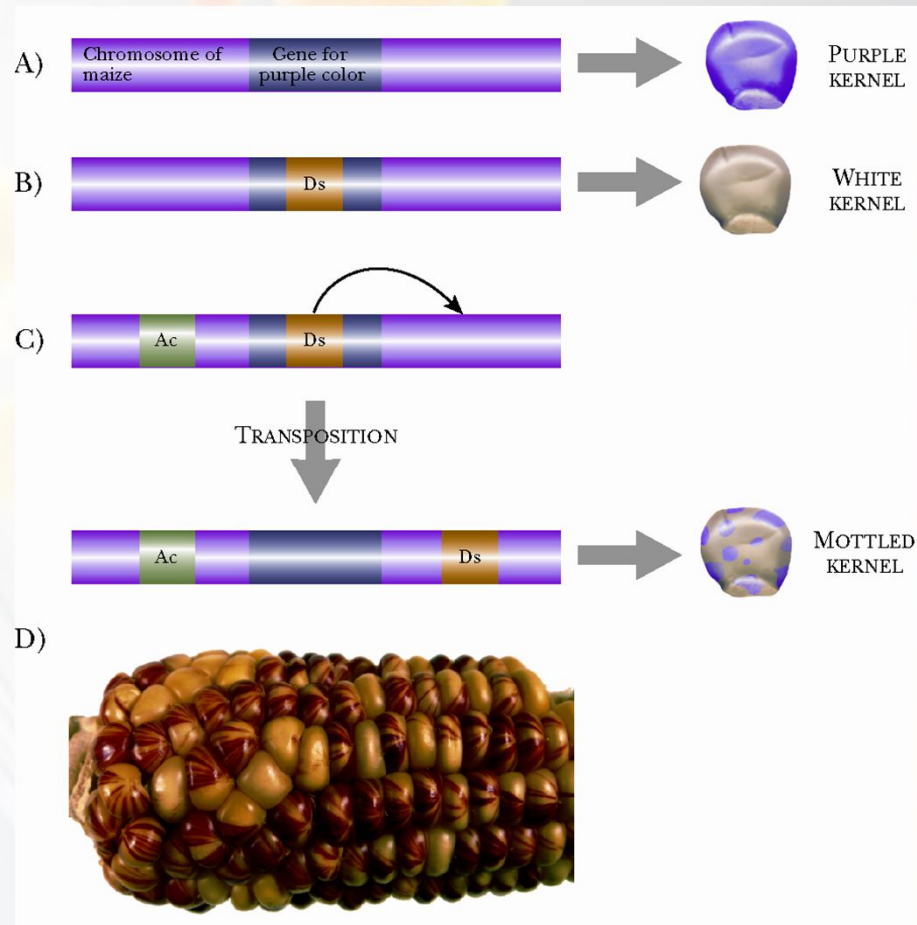 A)
Chromosome of
maize
Gene for
purple color
PURPLE
KERNEL
B)
Ds
WHITE
KERNEL
C)
Ac
Ds
TRANSPOSITION
Ac
Ds
MOTTLED
KERNEL
D)